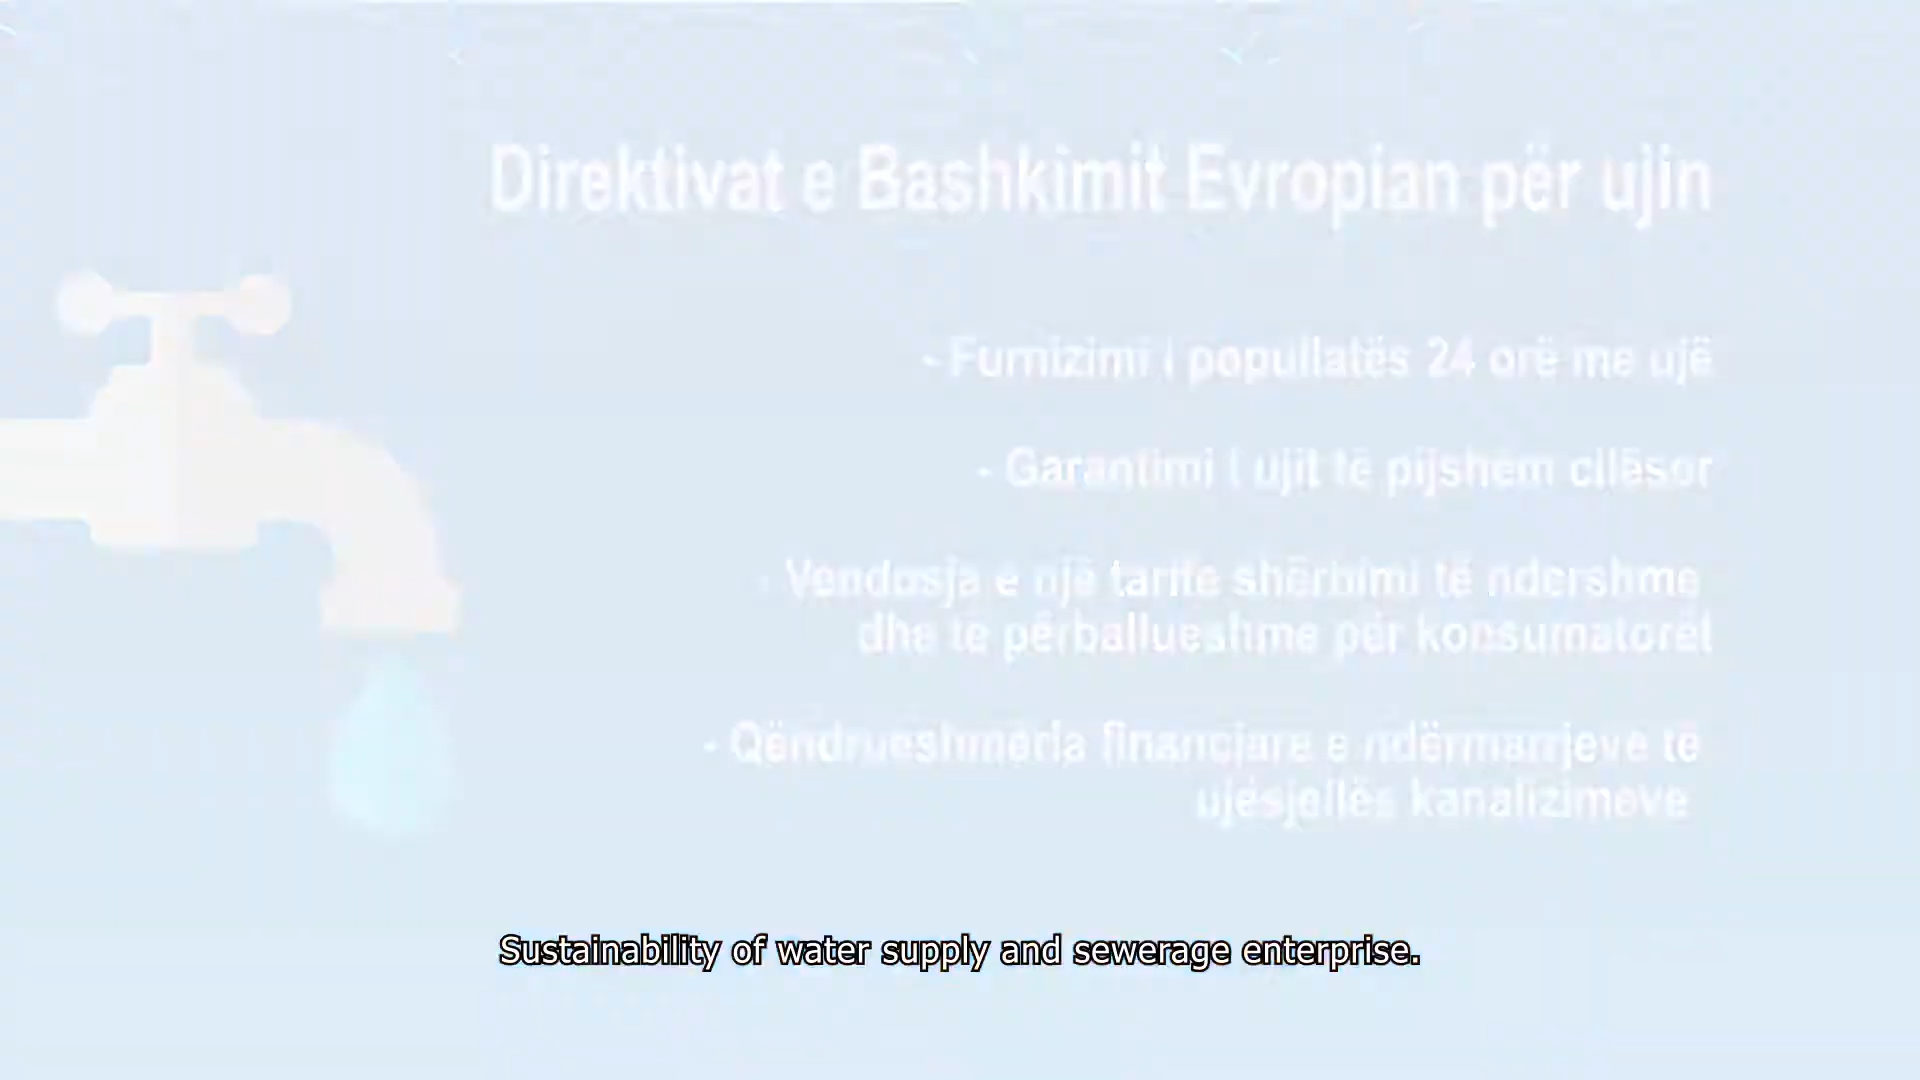 Direktivat e Bashkimit Evropian për ujin
- Furnizimi i popullatës 24 orë me ujë
- Garantimi i ujit të pijshëm cilësor
- Vendosja e një tarife shërbimi të ndershme
dhe të përballueshme për konsumatorët
- Qëndrueshmëria financiare e ndërmarrjeve të
ujësjellës kanalizimeve
Sustainability of water supply and sewerage enterprise.